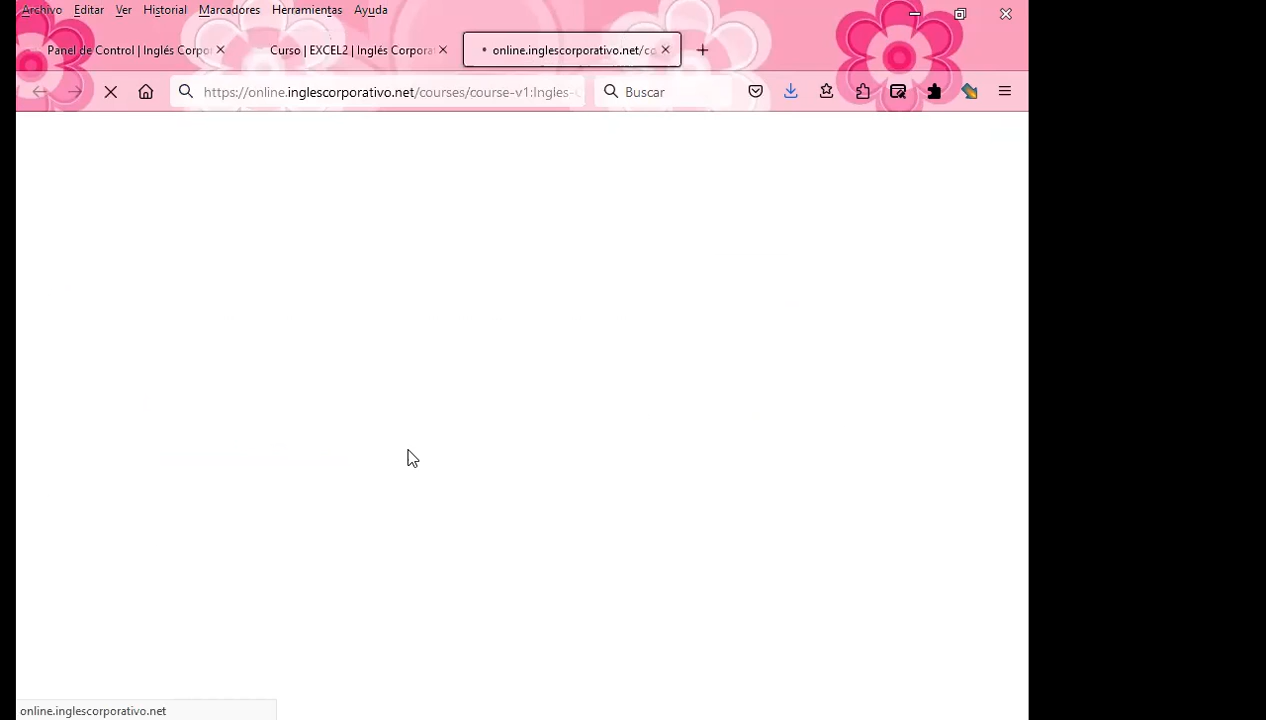 Archivo Editar Ver Historial Marcadores Herramientas Ayuda
Panel de Control | Inglés Corpo
Curso | EXCEL2 | Inglés Corpora
online.inglescorporativo.net/co
https://online.inglescorporativo.net/courses/course-v1:Ingles-
Buscar
online.inglescorporativo.net